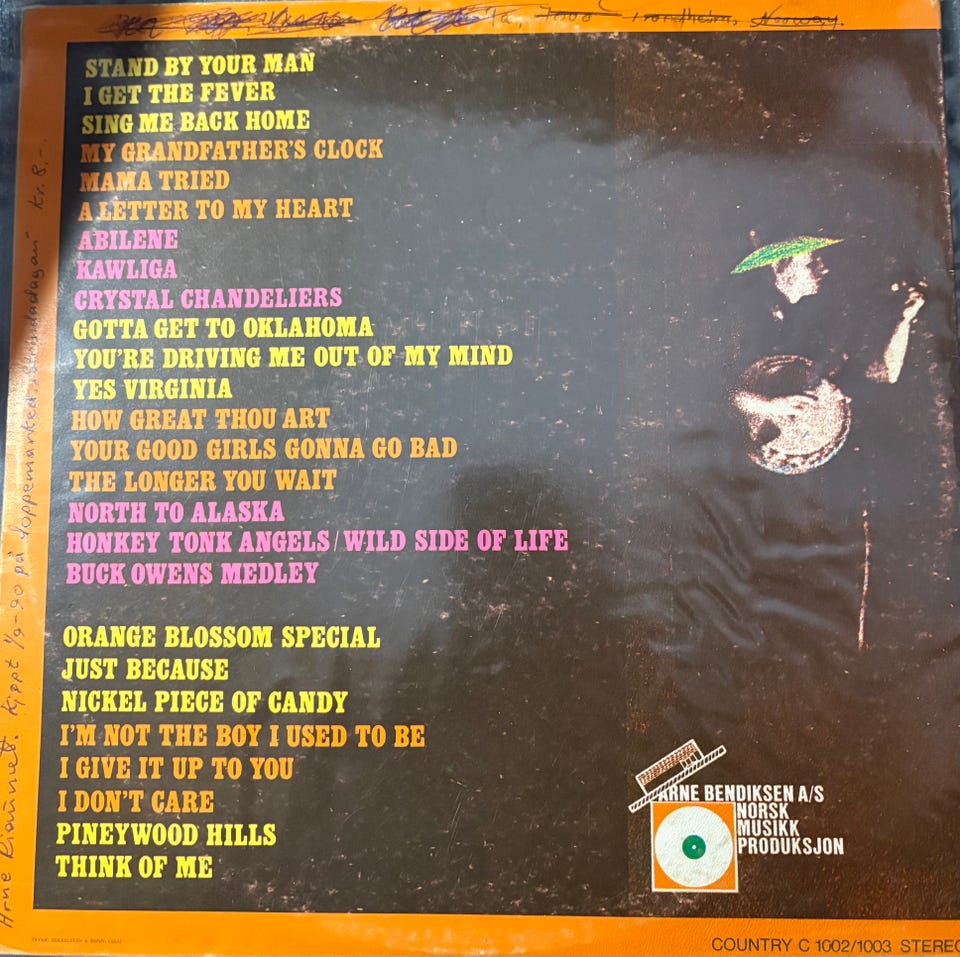 Trondheim, Norway.
STAND BY YOUR MAN
I GET THE FEVER
SING ME BACK HOME
MY GRANDFATHER'S CLOCK
MAMA TRIED
A LETTER TO MY HEART
ABILENE
KAWLIGA
CRYSTAL CHANDELIERS
GOTTA GET TO OKLAHOMA
YOU'RE DRIVING ME OUT OF MY MIND
YES VIRGINIA
HOW GREAT THOU ART
YOUR GOOD GIRLS GONNA GO BAD
THE LONGER YOU WAIT
NORTH TO ALASKA
HONKEY TONK ANGELS/WILD SIDE OF LIFE
BUCK OWENS MEDLEY
ORANGE BLOSSOM SPECIAL
JUST BECAUSE
NICKEL PIECE OF CANDY
I'M NOT THE BOY I USED TO BE
I GIVE IT UP TO YOU
I DON'T CARE
PINEYWOOD HILLS
THINK OF ME
Arne Kjøpt 1/9-90 på loppemarked Kr. 8,-.
ARNE BENDIKSEN A/S
NORSK
MUSIKK
PRODUKSJON
COUNTRY C 1002/1003 STEREO